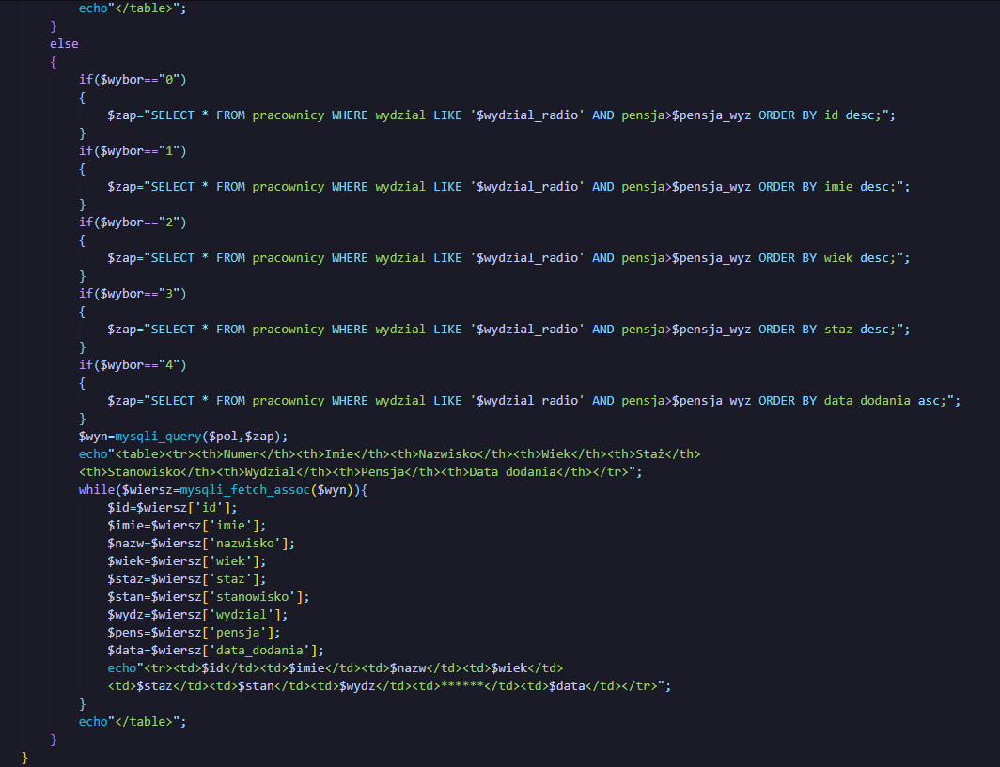 echo"</table>";
}
else
{
if($wybor=="0")
{
$zap="SELECT * FROM pracownicy WHERE wydzial LIKE '$wydzial_radio' AND pensja>$pensja_wyz ORDER BY id desc;";
}
if($wybor=="1")
{
$zap="SELECT * FROM pracownicy WHERE wydzial LIKE '$wydzial_radio' AND pensja>$pensja_wyz ORDER BY imie desc;";
}
if($wybor=="2")
{
$zap="SELECT * FROM pracownicy WHERE wydzial LIKE '$wydzial_radio' AND pensja>$pensja_wyz ORDER BY wiek desc;";
}
if($wybor=="3")
{
$zap="SELECT * FROM pracownicy WHERE wydzial LIKE '$wydzial_radio' AND pensja>$pensja_wyz ORDER BY staz desc;";
}
if($wybor=="4")
{
$zap="SELECT * FROM pracownicy WHERE wydzial LIKE '$wydzial_radio' AND pensja>$pensja_wyz ORDER BY data_dodania asc;";
}
$wyn=mysqli_query($pol,$zap);
echo"<table><tr><th>Numer</th><th>Imie</th><th>Nazwisko</th><th>Wiek</th><th>Staż</th>
<th>Stanowisko</th><th>Wydzial</th><th>Pensja</th><th>Data dodania</th></tr>";
while($wiersz=mysqli_fetch_assoc($wyn)){
$id=$wiersz['id'];
$imie=$wiersz['imie'];
$nazw=$wiersz['nazwisko'];
$wiek=$wiersz['wiek'];
$staz=$wiersz['staz'];
$stan=$wiersz['stanowisko'];
$wydz=$wiersz['wydzial'];
$pens=$wiersz['pensja'];
$data=$wiersz['data_dodania'];
echo"<tr><td>$id</td><td>$imie</td><td>$nazw</td><td>$wiek</td>
<td>$staz</td><td>$stan</td><td>$wydz</td><td>******</td><td>$data</td></tr>";
}
echo"</table>";
}
}